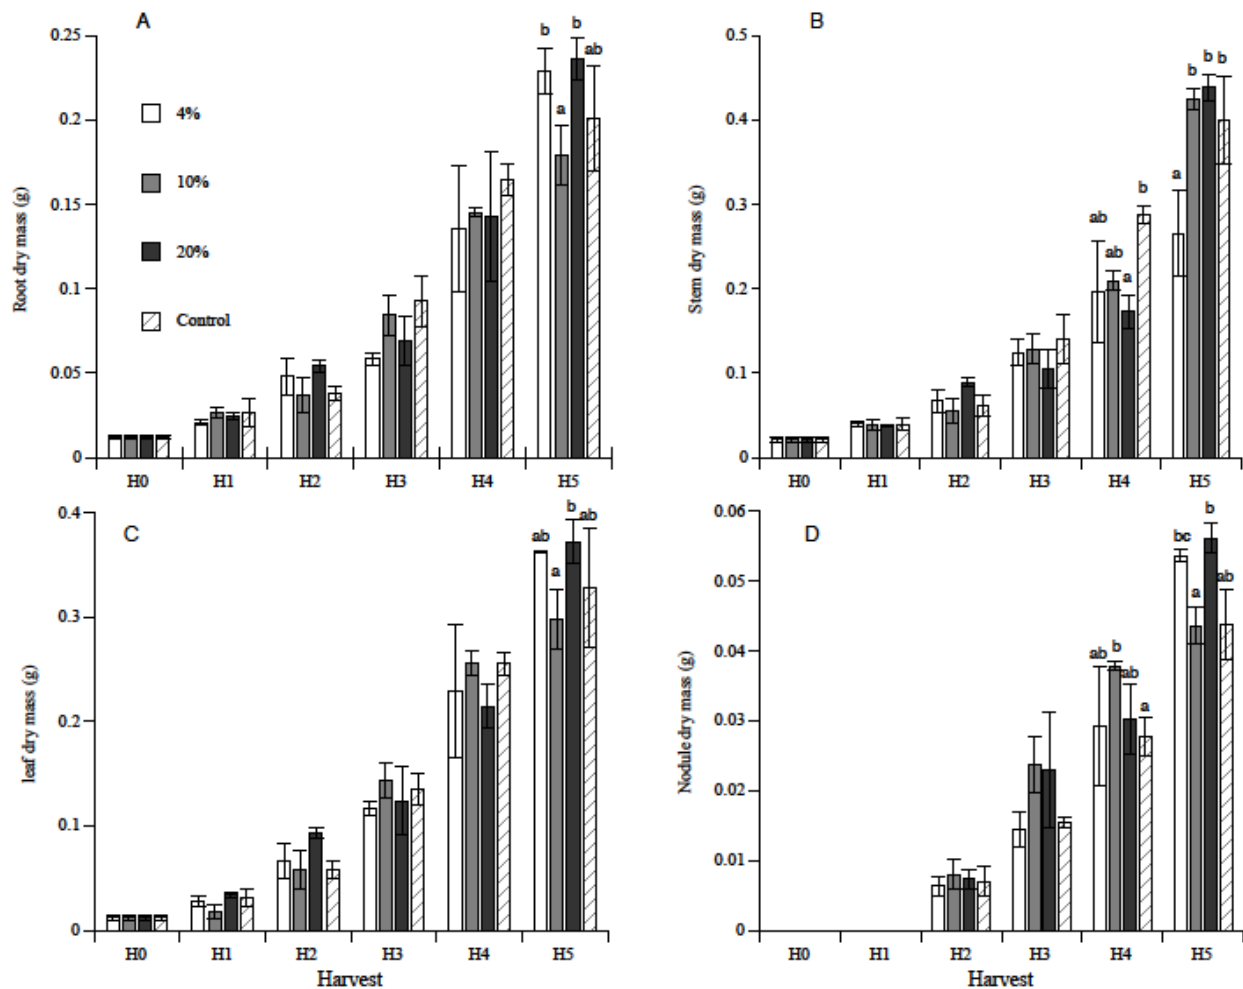 A
0.25
0.2
0.15
0.1
0.05
0
Root dry mass (g)
4%
10%
20%
Control
b
a
b
ab
H0 H1 H2 H3 H4 H5
B
0.5
0.4
0.3
0.2
0.1
0
Stem dry mass (g)
ab
ab
a
b
a
b
b
b
H0 H1 H2 H3 H4 H5
C
0.4
0.3
0.2
0.1
0
leaf dry mass (g)
ab
a
b
ab
H0 H1 H2 H3 H4 H5
Harvest
D
0.06
0.05
0.04
0.03
0.02
0.01
0
Nodule dry mass (g)
ab
b
ab
a
bc
a
b
ab
H0 H1 H2 H3 H4 H5
Harvest